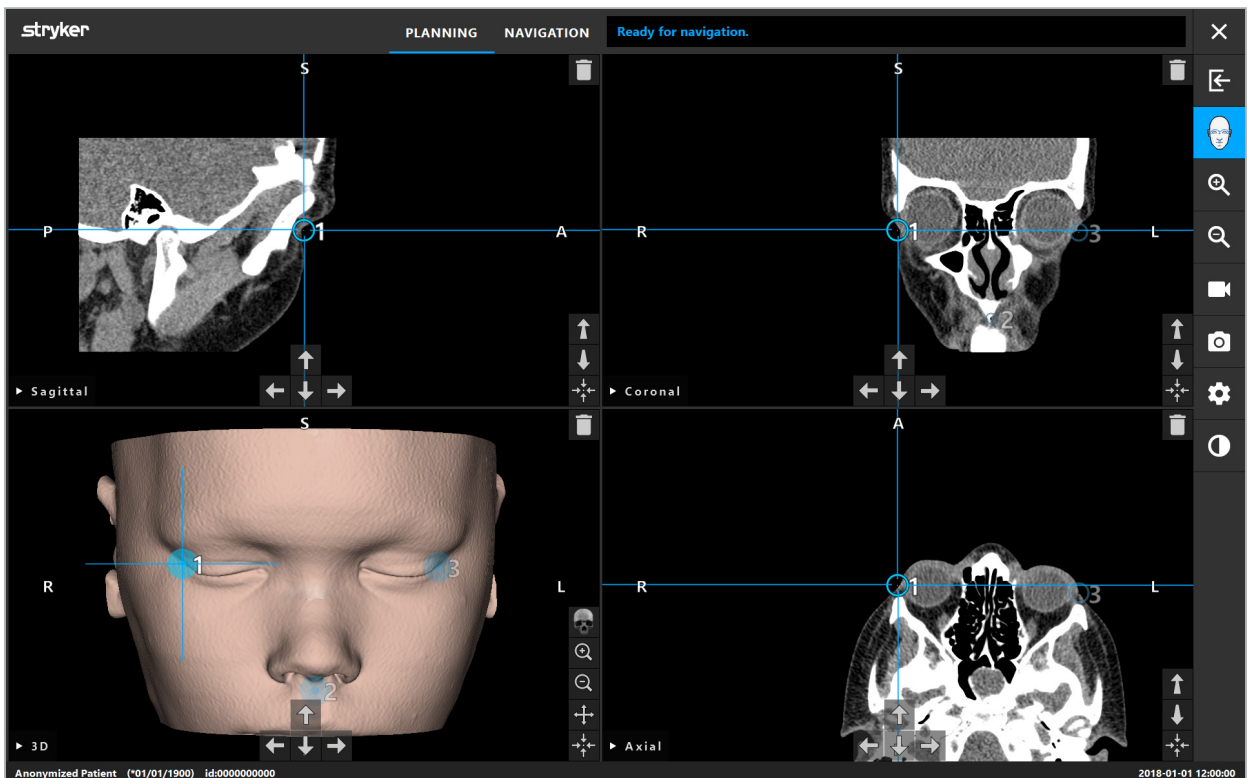 stryker
PLANNING NAVIGATION Ready for navigation.
S
P A
1
Sagittal
S
R L
1 3
2
Coronal
S
R L
1 3
2
3D
A
R L
1 3
Axial
Anonymized Patient (*01/01/1900) id:0000000000 2018-01-01 12:00:00